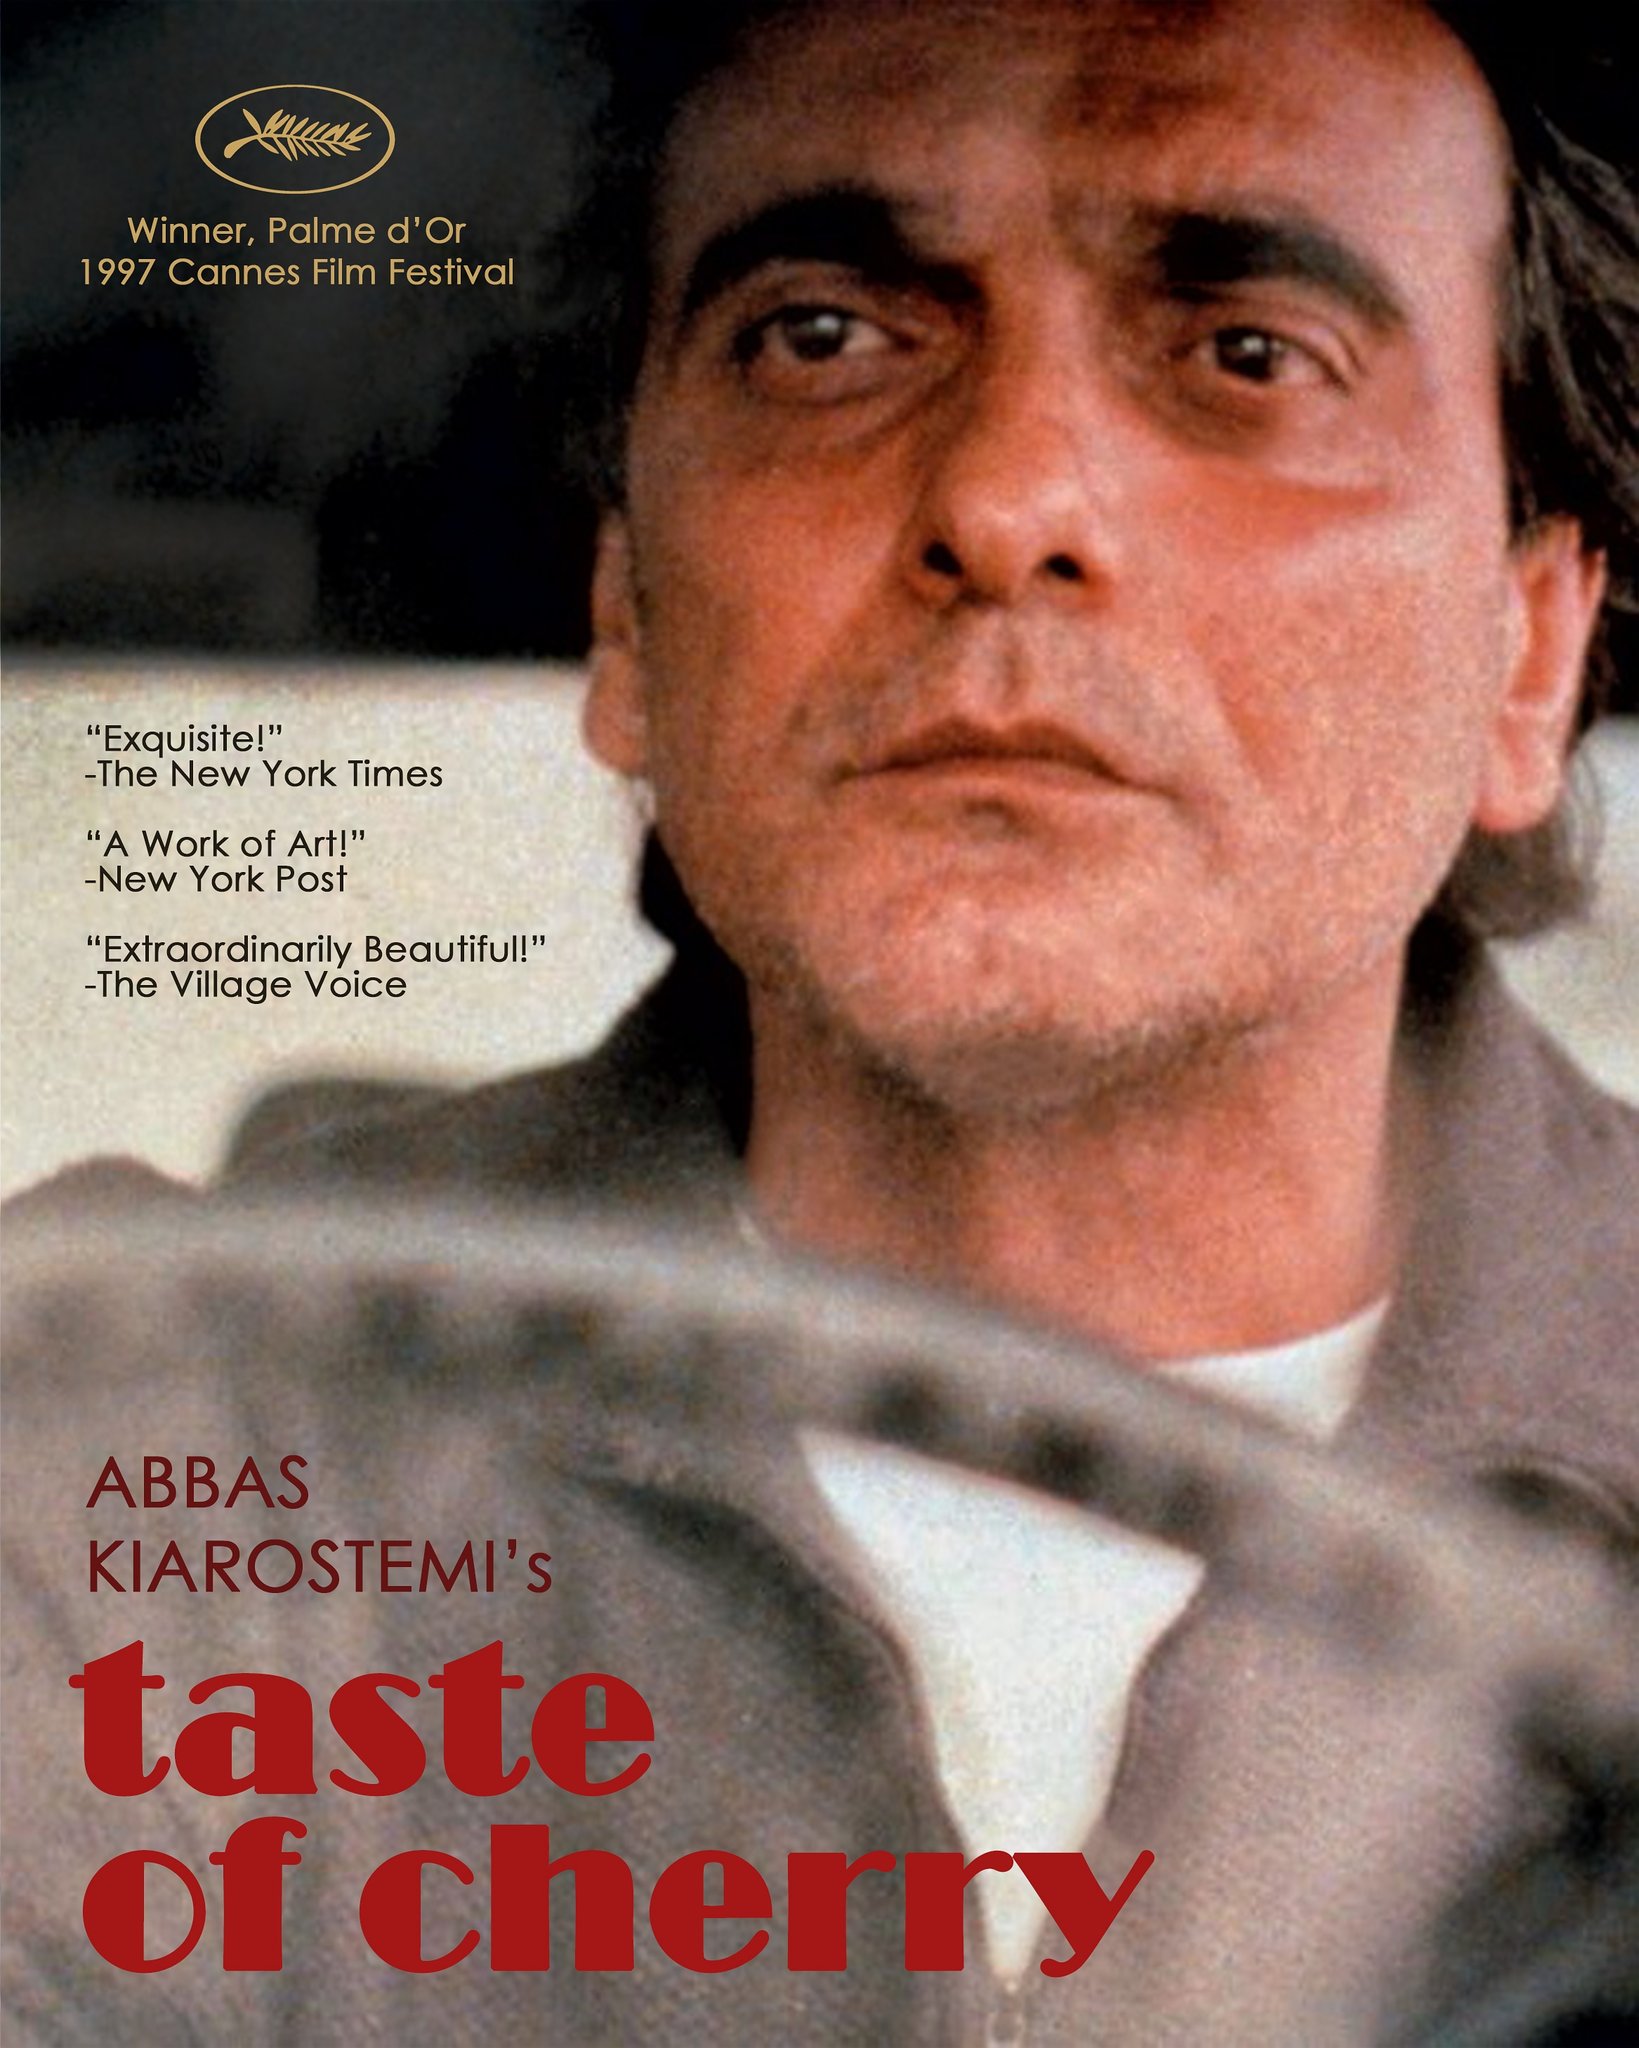 Winner, Palme d’Or
1997 Cannes Film Festival
“Exquisite!”
-The New York Times
“A Work of Art!”
-New York Post
“Extraordinarily Beautiful!”
-The Village Voice
ABBAS
KIAROSTEMI’s
taste
of cherry